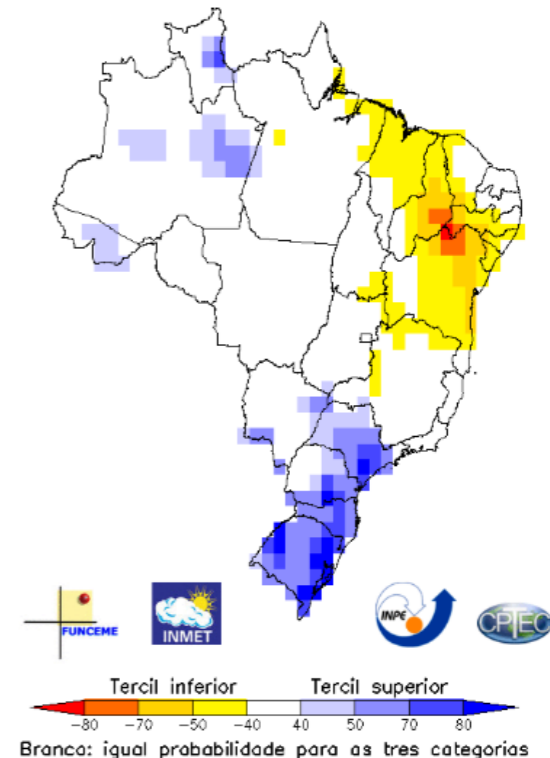 FUNCEME
INMET
INPE
CPTEC
Tercil inferior Tercil superior
-80 -70 -50 -40 40 50 70 80
Branca: igual probabilidade para as tres categorias